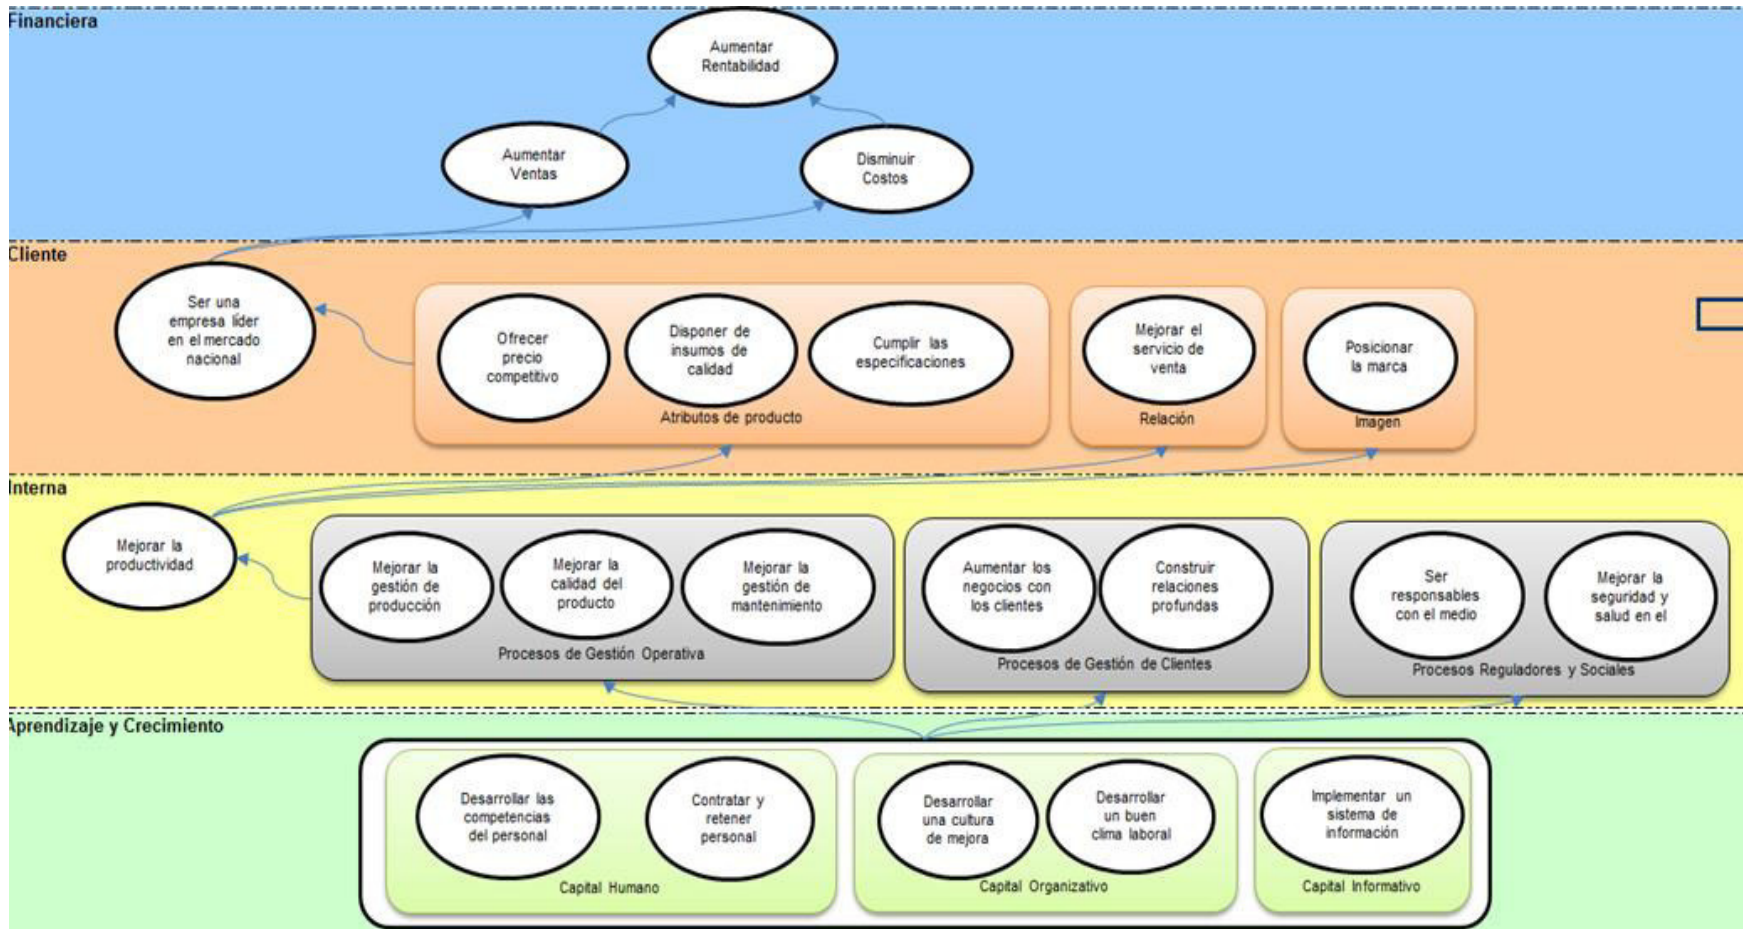 Financiera
Aumentar
Rentabilidad
Aumentar
Ventas
Disminuir
Costos
Cliente
Ser una
empresa líder
en el mercado
nacional
Ofrecer
precio
competitivo
Disponer de
insumos de
calidad
Cumplir las
especificaciones
Atributos de producto
Mejorar el
servicio de
venta
Relación
Posicionar
la marca
Imagen
Interna
Mejorar la
productividad
Mejorar la
gestión de
producción
Mejorar la
calidad del
producto
Mejorar la
gestión de
mantenimiento
Procesos de Gestión Operativa
Aumentar los
negocios con
los clientes
Construir
relaciones
profundas
Procesos de Gestión de Clientes
Ser
responsables
con el medio
Mejorar la
seguridad y
salud en el
Procesos Reguladores y Sociales
Aprendizaje y Crecimiento
Desarrollar las
competencias
del personal
Contratar y
retener
personal
Capital Humano
Desarrollar
una cultura
de mejora
Desarrollar
un buen
clima laboral
Capital Organizativo
Implementar un
sistema de
información
Capital Informativo